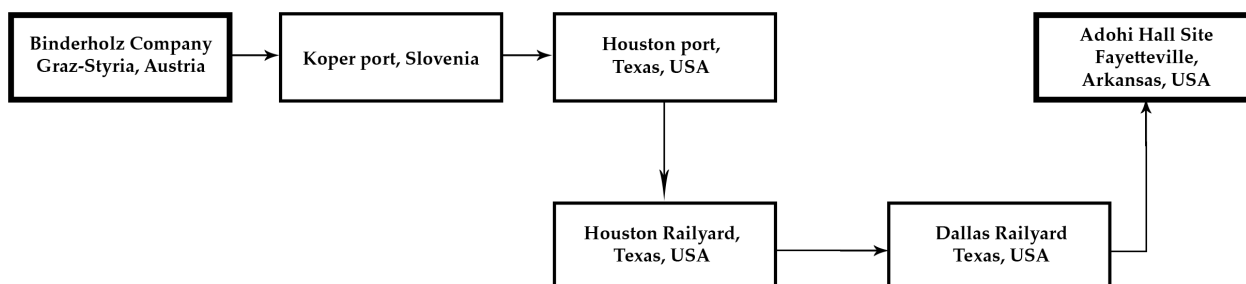 Binderholz Company
Graz-Styria, Austria
Koper port, Slovenia
Houston port,
Texas, USA
Houston Railyard,
Texas, USA
Dallas Railyard
Texas, USA
Adohi Hall Site
Fayetteville,
Arkansas, USA